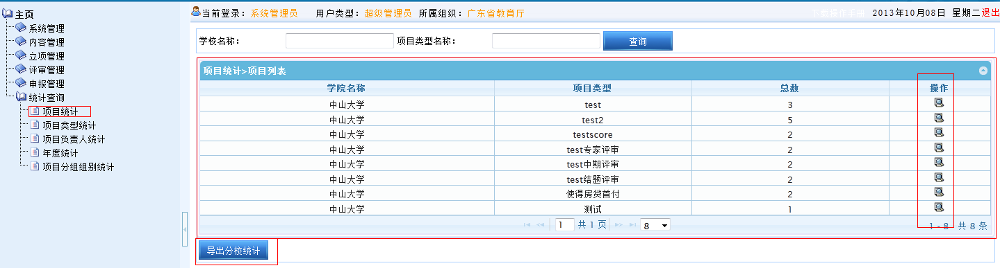 主页
系统管理
内容管理
立项管理
评审管理
申报管理
统计查询
项目统计
项目类型统计
项目负责人统计
年度统计
项目分组组别统计
当前登录: 系统管理员 用户类型: 超级管理员 所属组织: 广东省教育厅 下载操作手册 2013年10月08日 星期二 退出
学校名称: 项目类型名称: 查询
项目统计>项目列表
学院名称 项目类型 总数 操作
中山大学 test 3
中山大学 test2 5
中山大学 testscore 2
中山大学 test专家评审 2
中山大学 test中期评审 2
中山大学 test结题评审 2
中山大学 使得房贷首付 2
中山大学 测试 1
1 共 1 页 8 1 - 8 共 8 条
导出分校统计